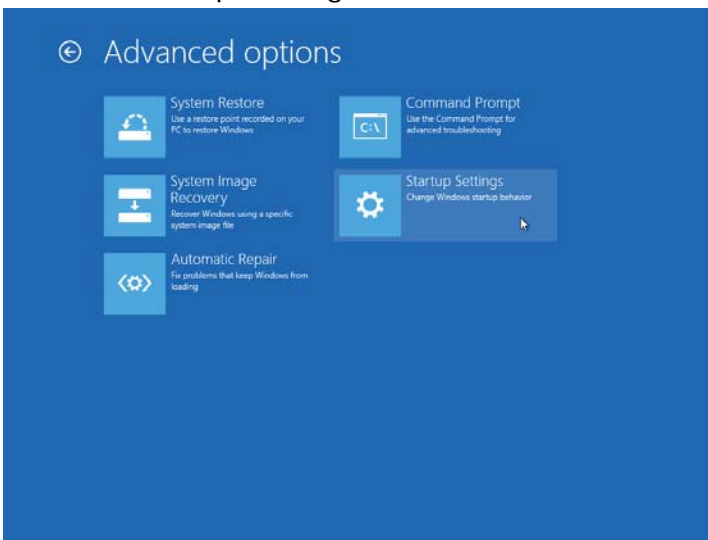 Advanced options
System Restore
Use a restore point recorded on your
PC to restore Windows
Command Prompt
Use the Command Prompt for
advanced troubleshooting
C:\
System Image
Recovery
Recover Windows using a specific
system image file
Startup Settings
Change Windows startup behavior
Automatic Repair
Fix problems that keep Windows from
loading